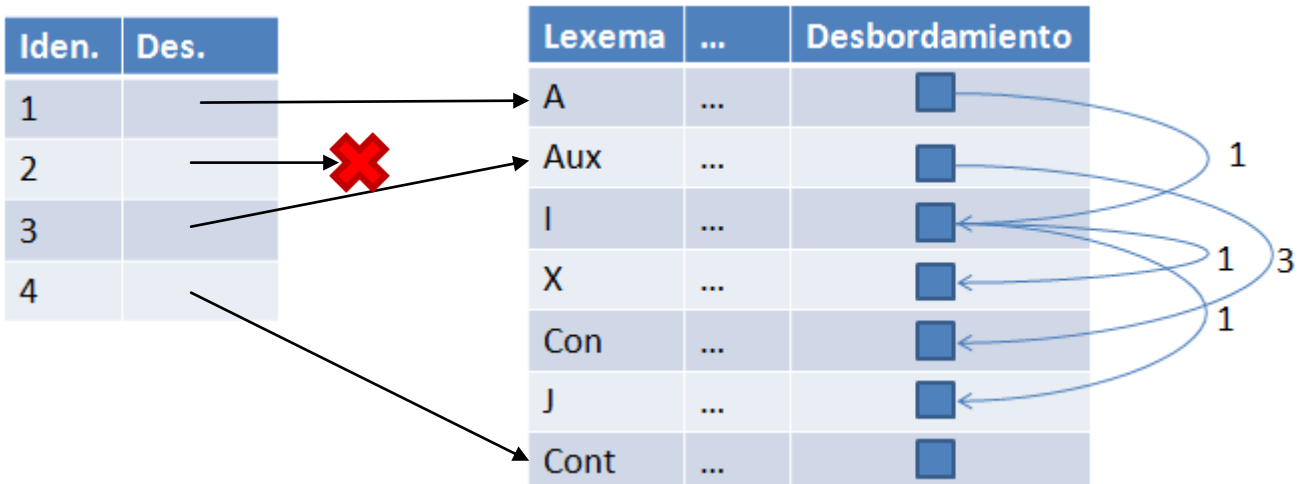 Iden. Des.
1
2
3
4
Lexema ... Desbordamiento
A ...
Aux ...
I ...
X ...
Con ...
J ...
Cont ...
1
1
3
1